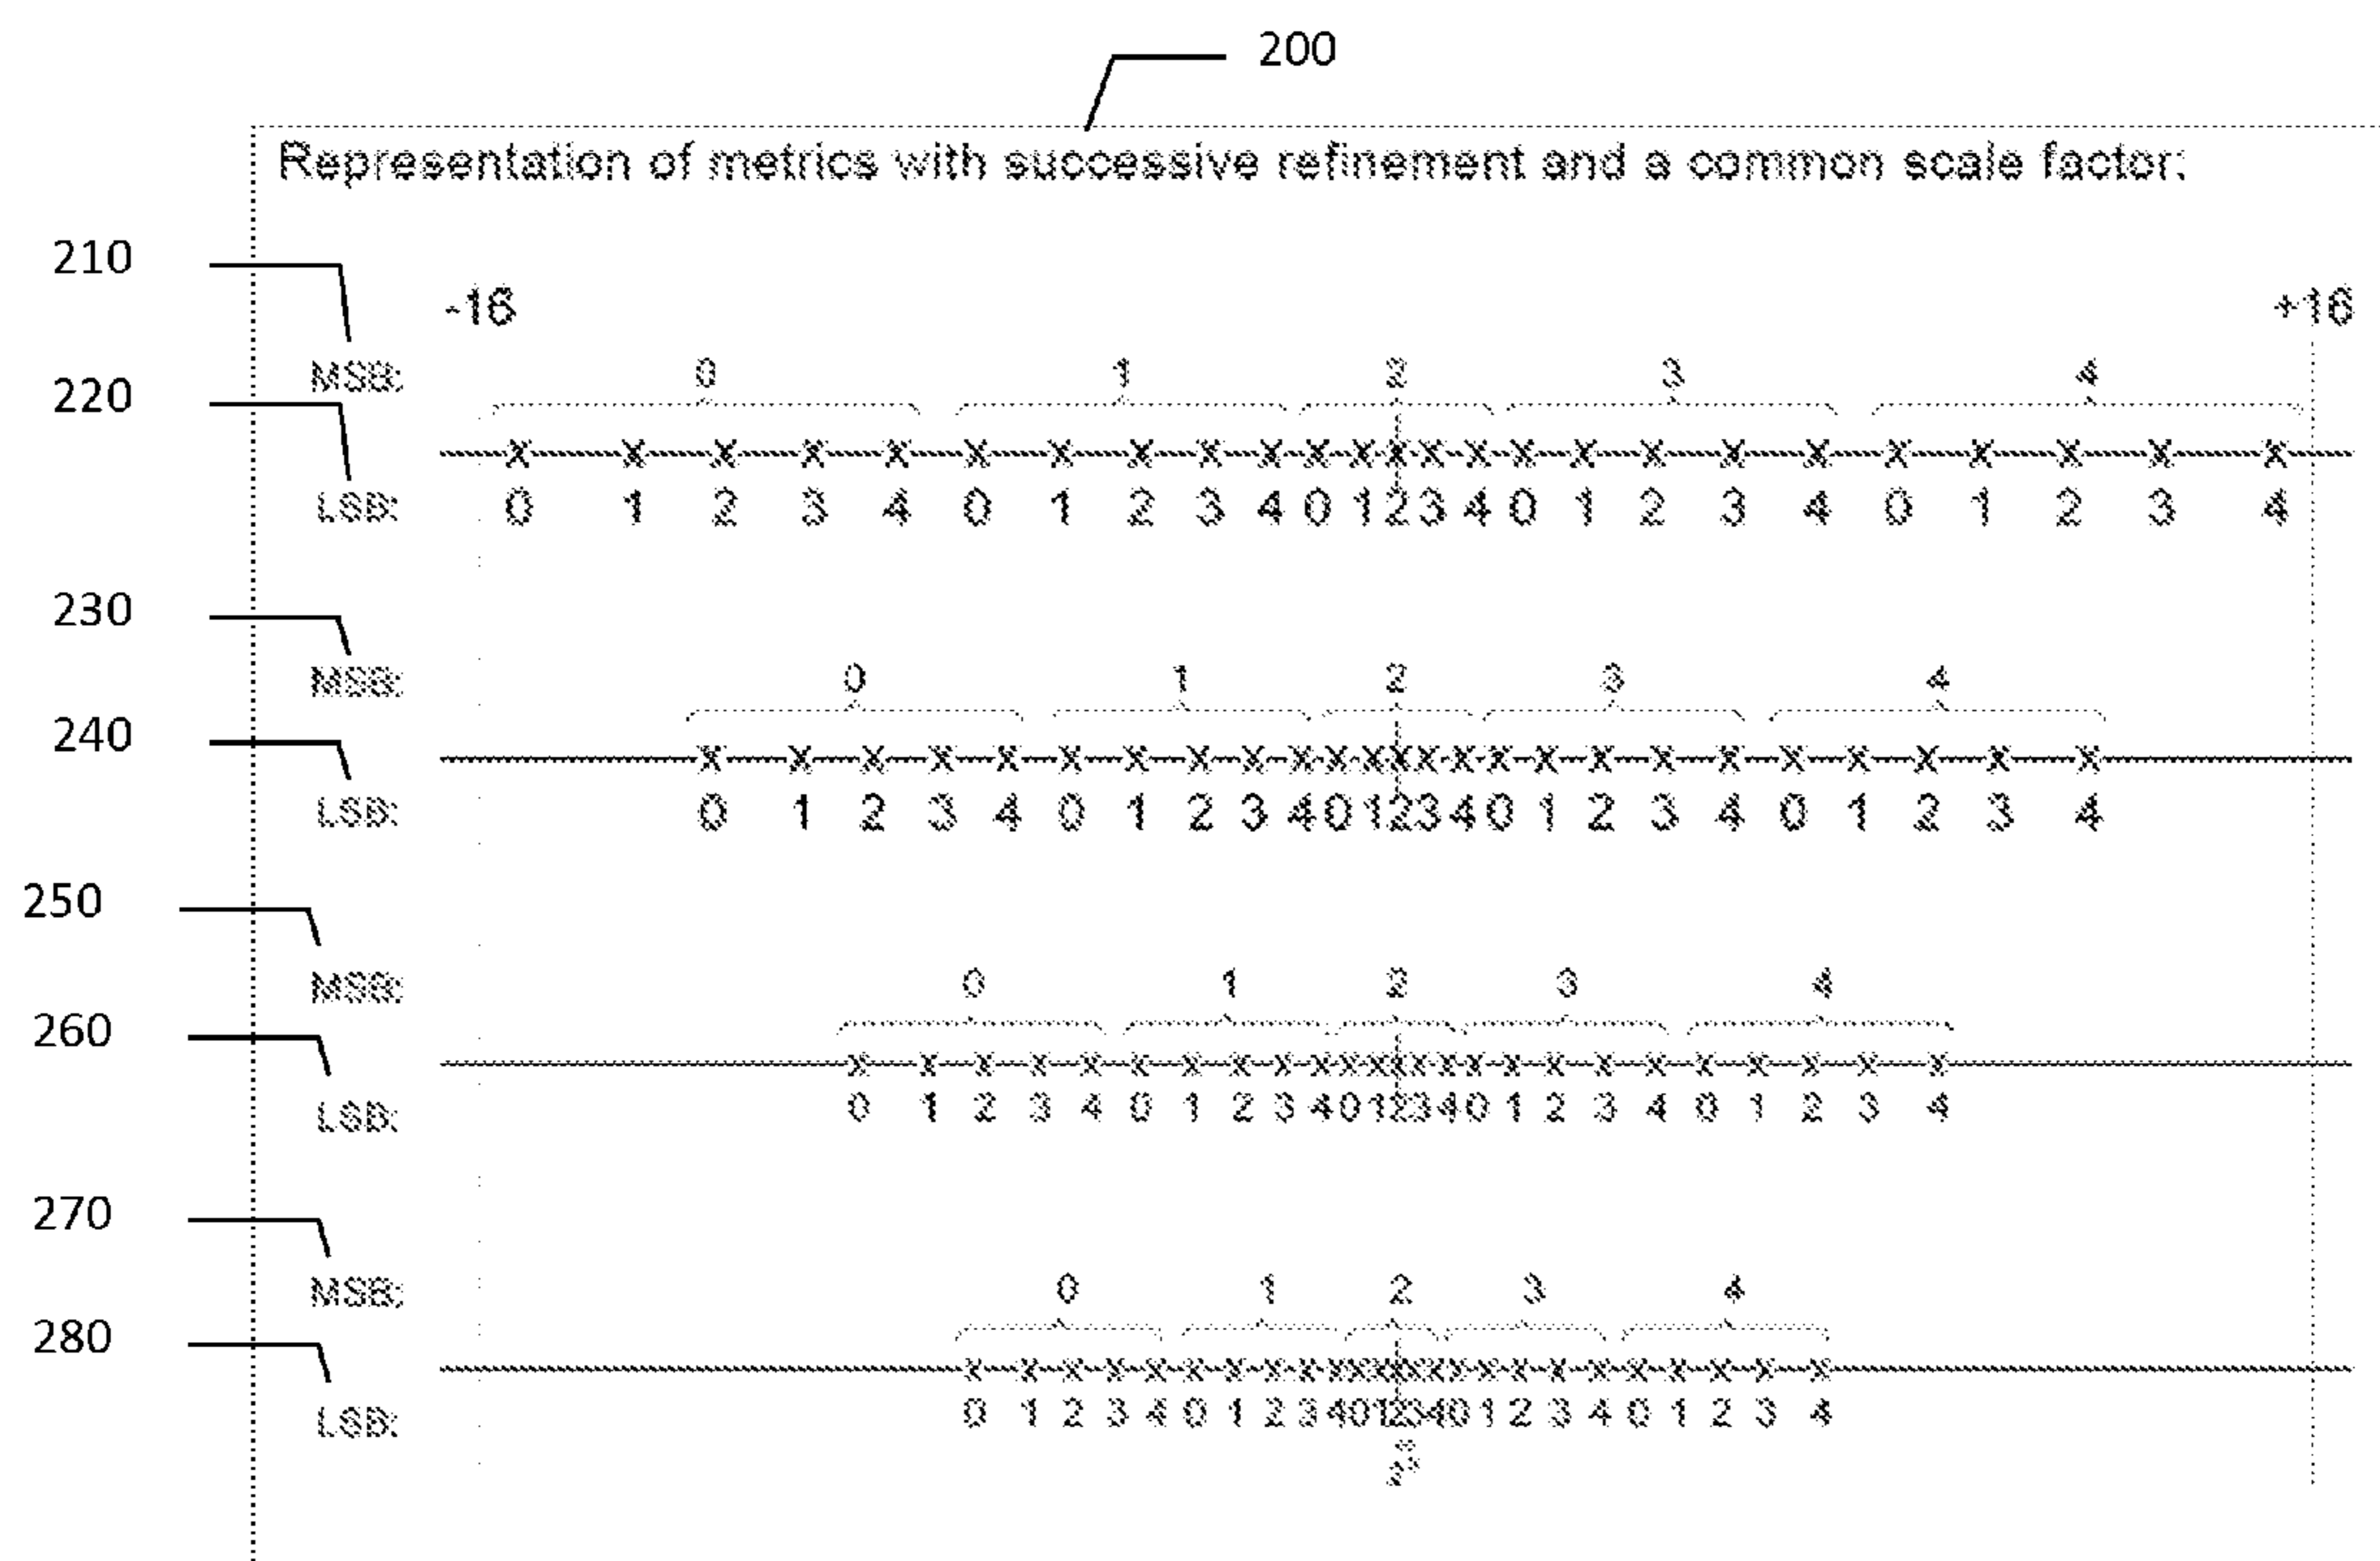 200
Representation of metrics with successive refinement and a common scale factor:
210
-16 +16
MSB: 0 1 2 3 4
220
LSB: 0 1 2 3 4 0 1 2 3 4 0 1 2 3 4 0 1 2 3 4 0 1 2 3 4
230
MSB: 0 1 2 3 4
240
LSB: 0 1 2 3 4 0 1 2 3 4 0 1 2 3 4 0 1 2 3 4 0 1 2 3 4
250
MSB: 0 1 2 3 4
260
LSB: 0 1 2 3 4 0 1 2 3 4 0 1 2 3 4 0 1 2 3 4 0 1 2 3 4
270
MSB: 0 1 2 3 4
280
LSB: 0 1 2 3 4 0 1 2 3 4 0 1 2 3 4 0 1 2 3 4 0 1 2 3 4